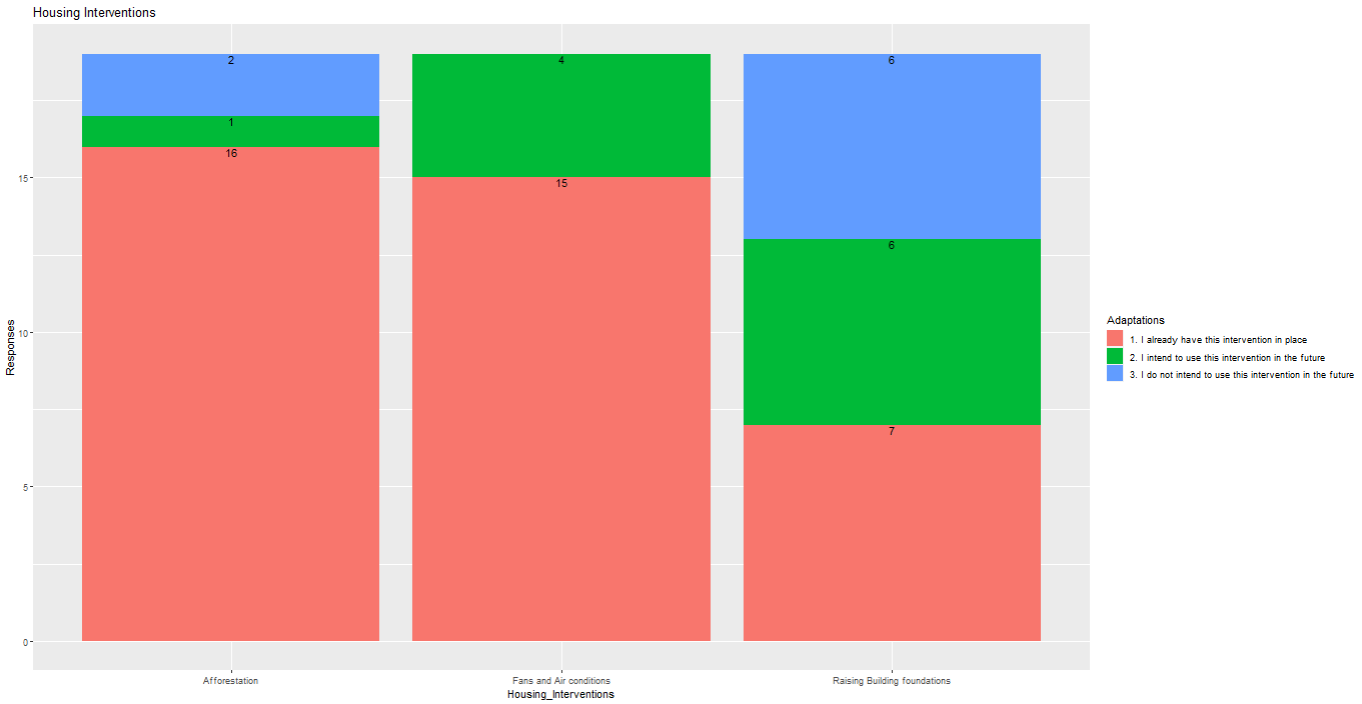 Housing Interventions
2
4
6
1
16
15
6
7
15
10
5
0
Responses
Afforestation
Fans and Air conditions
Raising Building foundations
Housing_Interventions
Adaptations
1. I already have this intervention in place
2. I intend to use this intervention in the future
3. I do not intend to use this intervention in the future